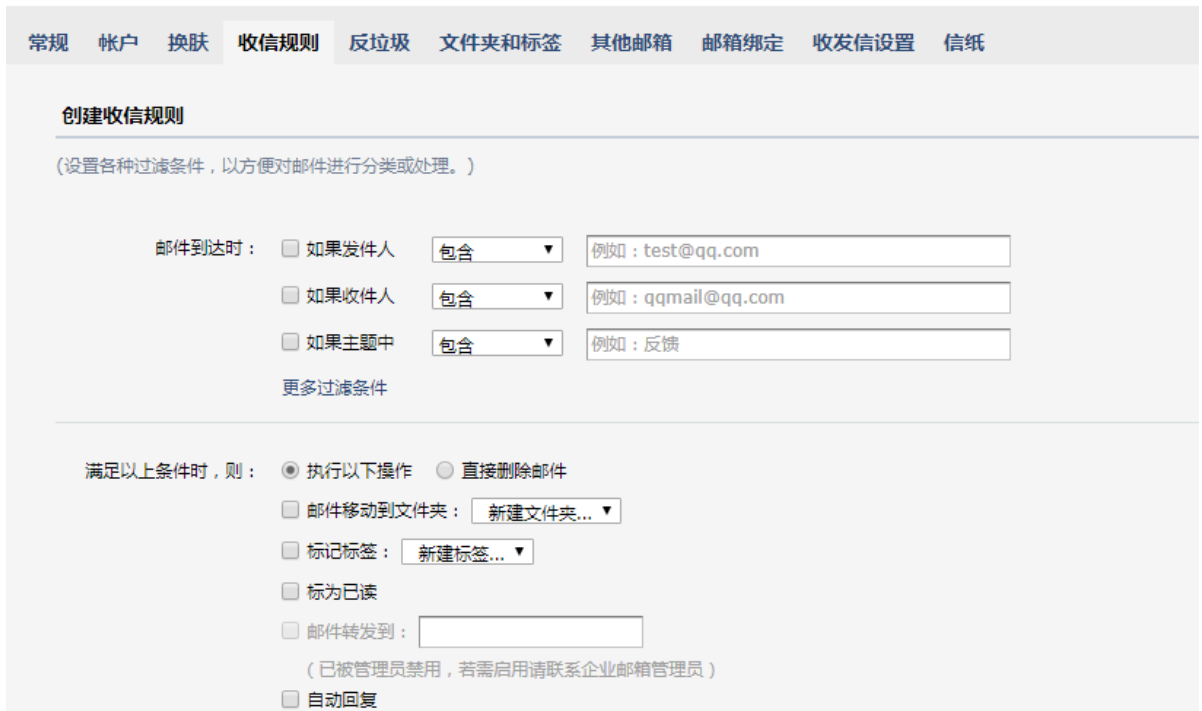 常规 帐户 换肤 收信规则 反垃圾 文件夹和标签 其他邮箱 邮箱绑定 收发信设置 信纸
创建收信规则
(设置各种过滤条件，以方便对邮件进行分类或处理。)
邮件到达时： 如果发件人 包含 例如：test@qq.com
如果收件人 包含 例如：qqmail@qq.com
如果主题中 包含 例如：反馈
更多过滤条件
满足以上条件时，则： 执行以下操作 直接删除邮件
邮件移动到文件夹： 新建文件夹...
标记标签： 新建标签...
标为已读
邮件转发到：
(已被管理员禁用，若需启用请联系企业邮箱管理员)
自动回复